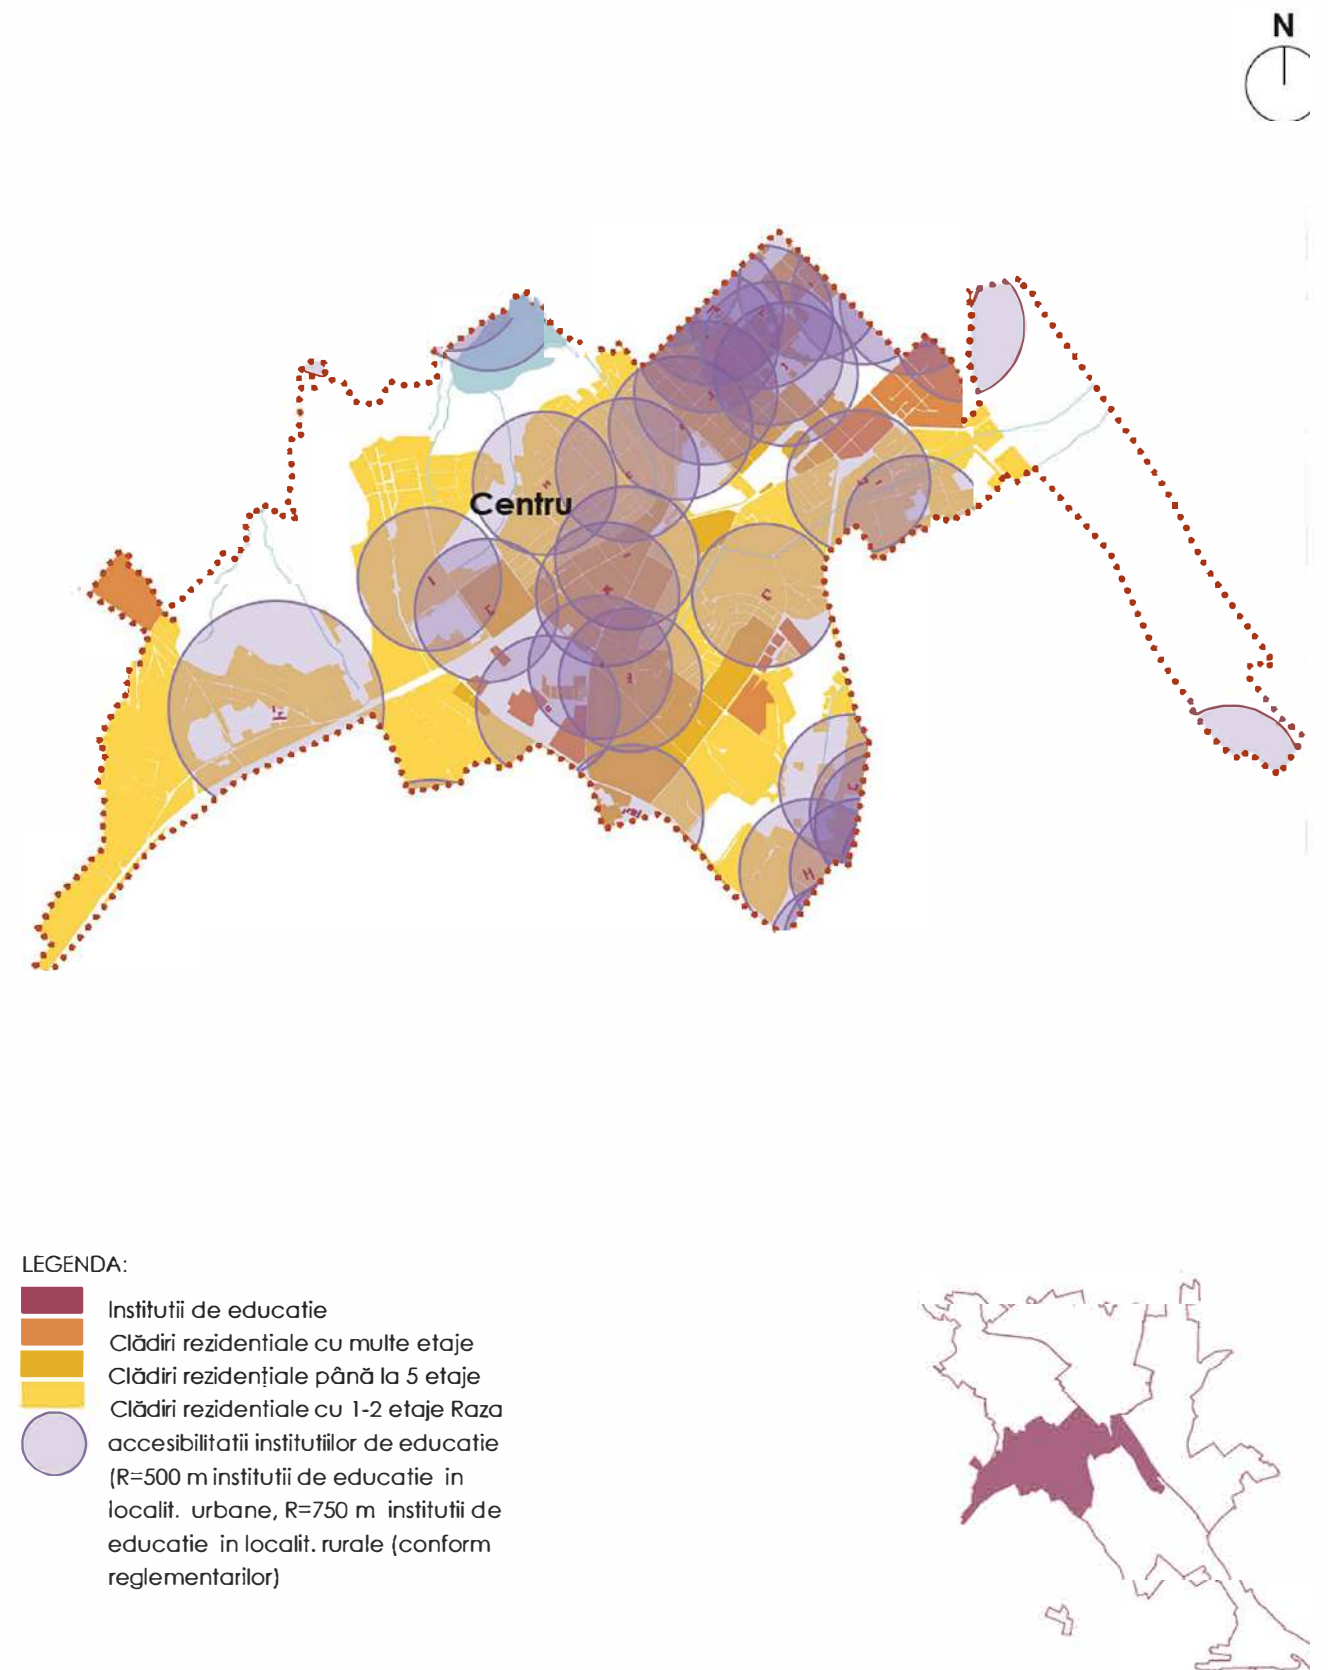 N
Centru
LEGENDA:
Institutii de educatie
Clădiri rezidentiale cu multe etaje
Clădiri rezidențiale până la 5 etaje
Clădiri rezidentiale cu 1-2 etaje Raza
accesibilitatii institutiilor de educatie
(R=500 m institutii de educatie in
localit. urbane, R=750 m institutii de
educatie in localit. rurale (conform
reglementarilor)